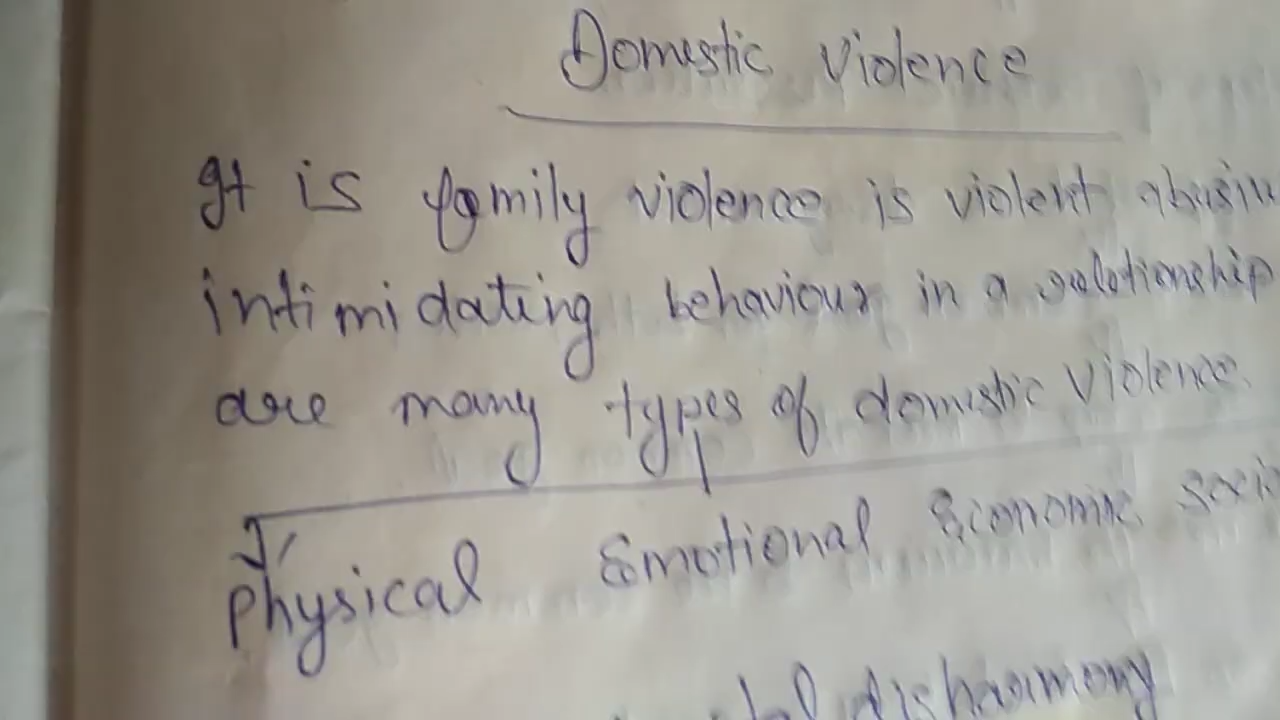 Domestic Violence
It is family violence is violent
intimidating behaviour in a relationship
are many types of domestic Violence.
Physical Emotional Economic
disharmony